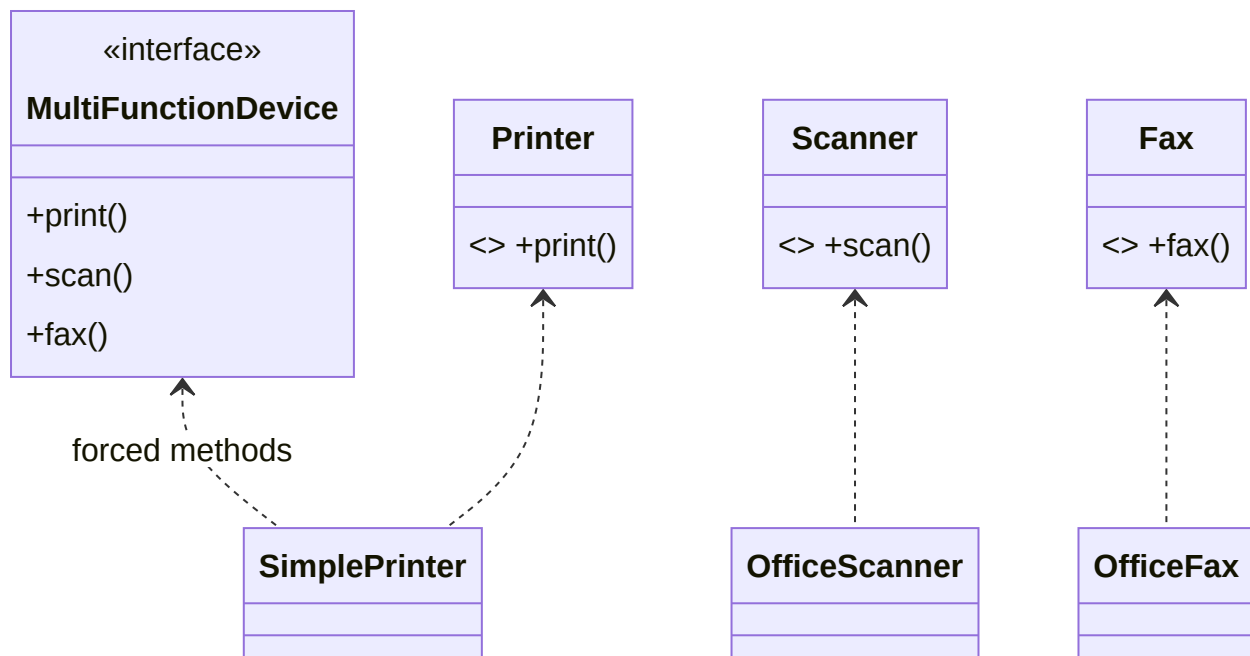 «interface»
MultiFunctionDevice
+print()
+scan()
+fax()
Printer
<> +print()
Scanner
<> +scan()
Fax
<> +fax()
forced methods
SimplePrinter
OfficeScanner
OfficeFax